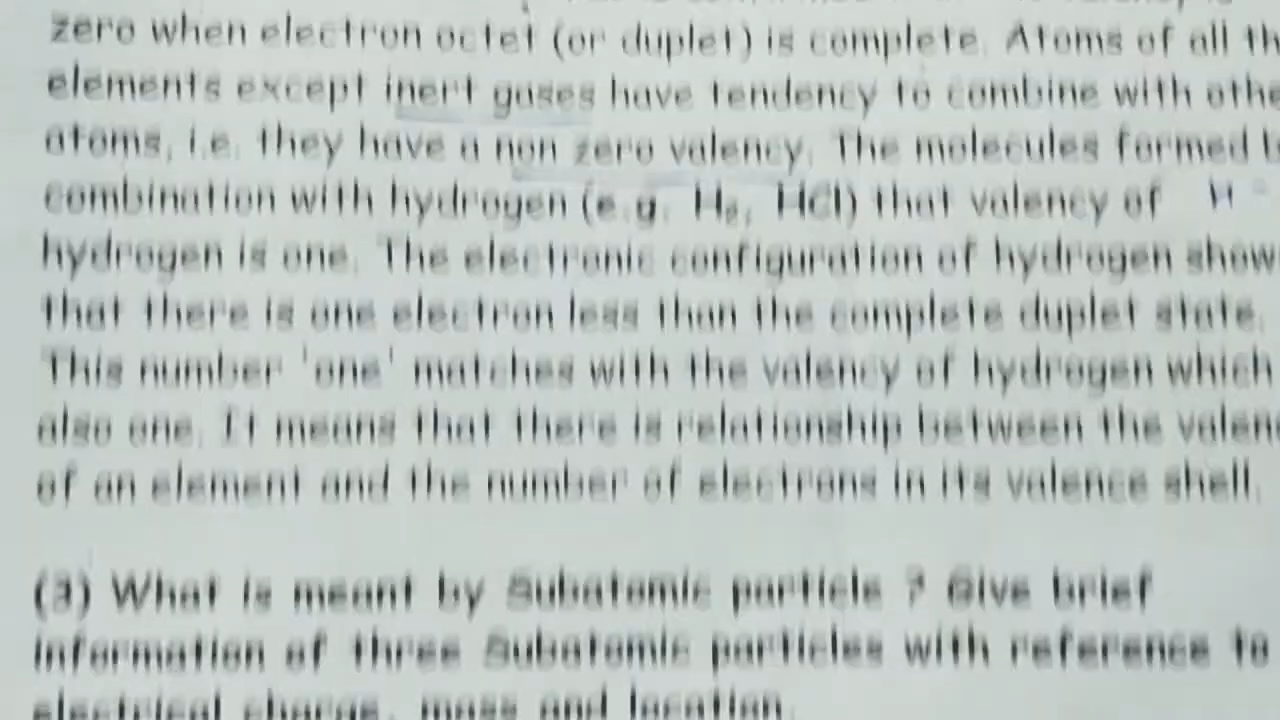 zero when electron octet (or duplet) is complete. Atoms of all th
elements except inert gases have tendency to combine with othe
atoms, i.e. they have a non zero valency. The molecules formed b
combination with hydrogen (e.g. H₂, HCl) that valency of H
hydrogen is one. The electronic configuration of hydrogen show
that there is one electron less than the complete duplet state.
This number 'one' matches with the valency of hydrogen which
also one. It means that there is relationship between the valenc
of an element and the number of electrons in its valence shell.
(3) What is meant by Subatomic particle ? Give brief
information of three Subatomic particles with reference to
electrical charge, mass and location.